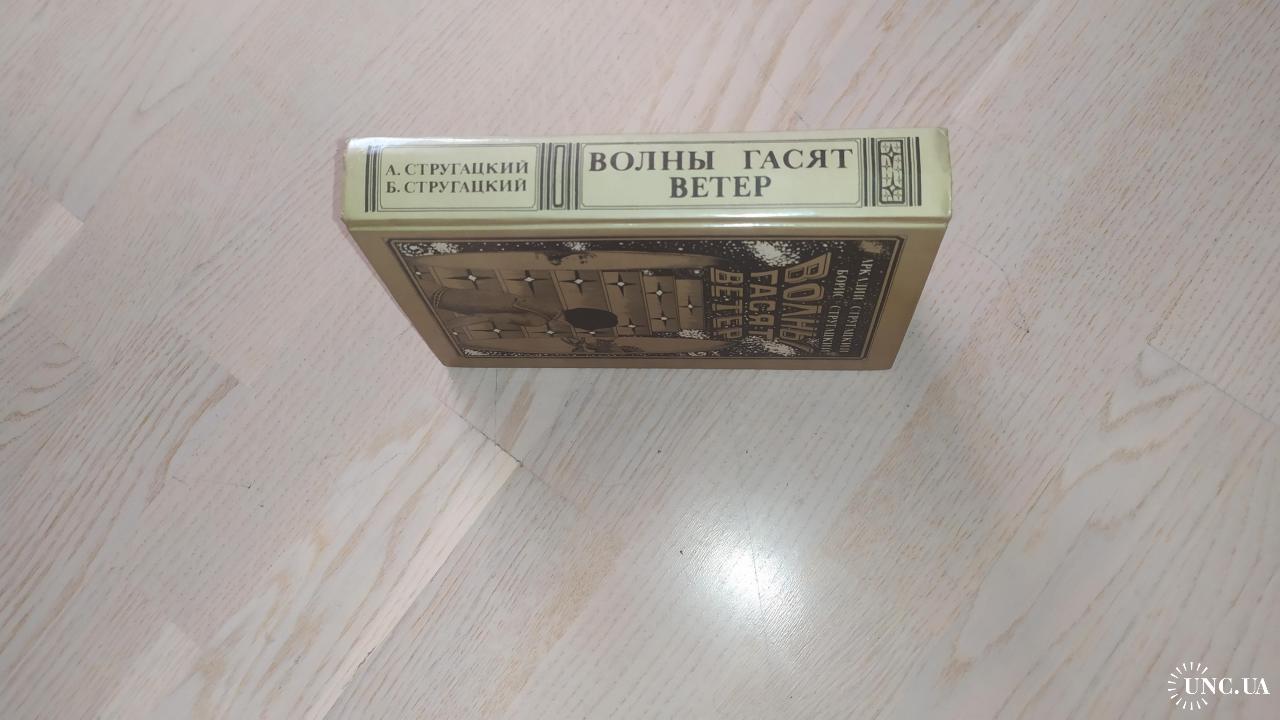 А. СТРУГАЦКИЙ
Б. СТРУГАЦКИЙ
ВОЛНЫ ГАСЯТ
ВЕТЕР
АРКАДИЙ СТРУГАЦКИЙ
БОРИС СТРУГАЦКИЙ
ВОЛНЫ
ГАСЯТ
ВЕТЕР
UNC.UA